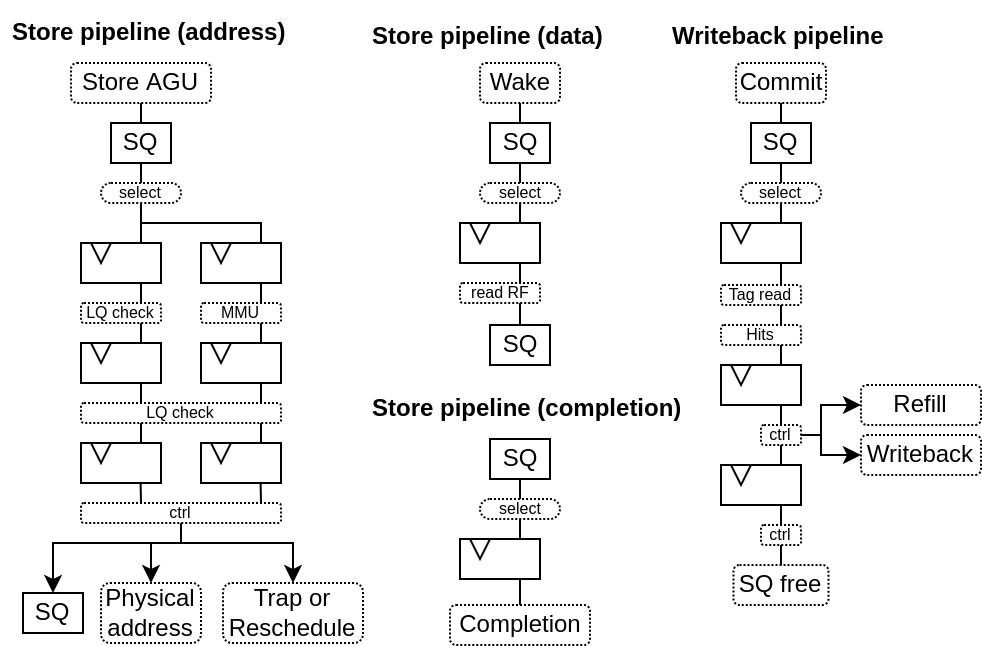 Store pipeline (address)
Store AGU
SQ
select
LQ check
MMU
LQ check
ctrl
SQ
Physical
address
Trap or
Reschedule
Store pipeline (data)
Wake
SQ
select
read RF
SQ
Store pipeline (completion)
SQ
select
Completion
Writeback pipeline
Commit
SQ
select
Tag read
Hits
ctrl
Refill
Writeback
ctrl
SQ free